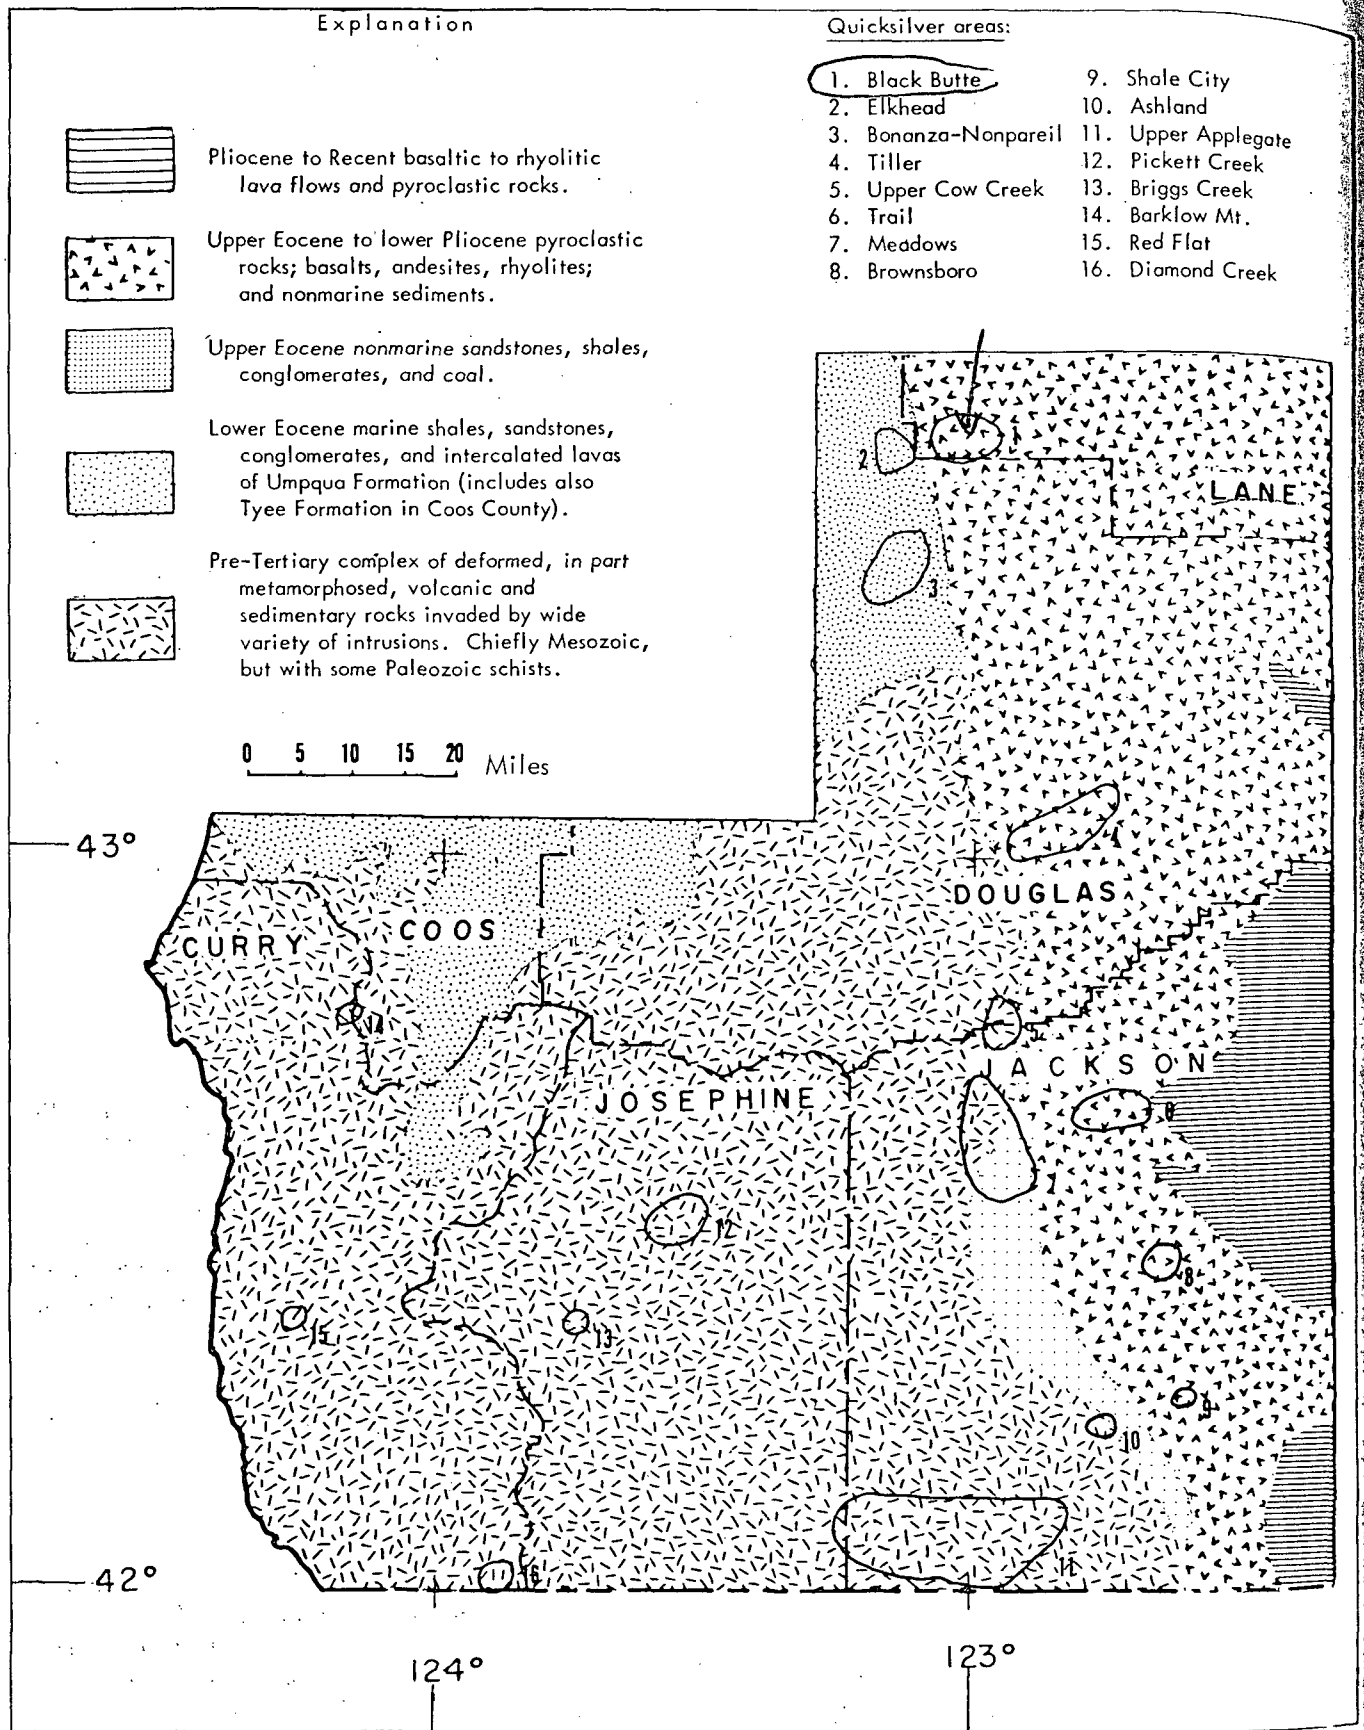 Explanation
Pliocene to Recent basaltic to rhyolitic
lava flows and pyroclastic rocks.
Upper Eocene to lower Pliocene pyroclastic
rocks; basalts, andesites, rhyolites;
and nonmarine sediments.
Upper Eocene nonmarine sandstones, shales,
conglomerates, and coal.
Lower Eocene marine shales, sandstones,
conglomerates, and intercalated lavas
of Umpqua Formation (includes also
Tyee Formation in Coos County).
Pre-Tertiary complex of deformed, in part
metamorphosed, volcanic and
sedimentary rocks invaded by wide
variety of intrusions. Chiefly Mesozoic,
but with some Paleozoic schists.
0 5 10 15 20 Miles
Quicksilver areas:
1. Black Butte
2. Elkhead
3. Bonanza-Nonpareil
4. Tiller
5. Upper Cow Creek
6. Trail
7. Meadows
8. Brownsboro
9. Shale City
10. Ashland
11. Upper Applegate
12. Pickett Creek
13. Briggs Creek
14. Barklow Mt.
15. Red Flat
16. Diamond Creek
1
2
LANE
3
43°
4
DOUGLAS
COOS
CURRY
14
5
JACKSON
JOSEPHINE
6
7
12
8
15
13
9
10
11
16
42°
124°
123°